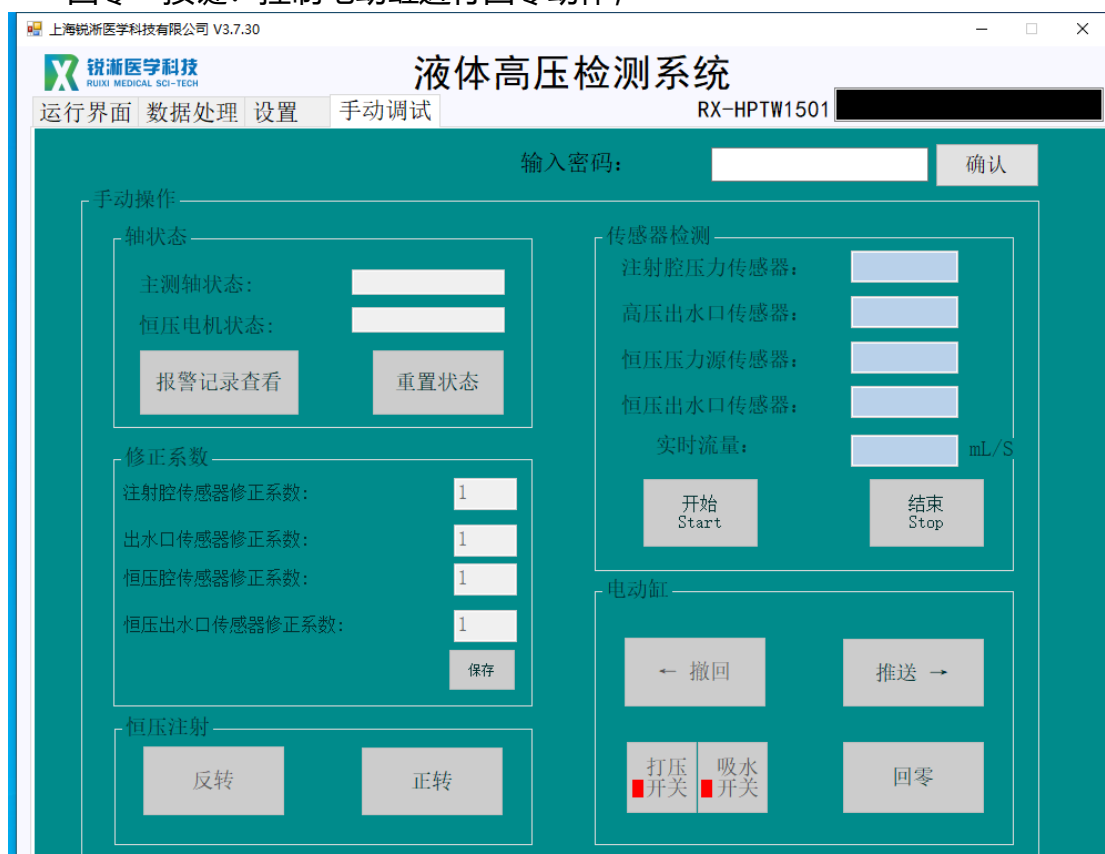 上海锐淅医学科技有限公司 V3.7.30
锐淅医学科技
RUIXI MEDICAL SCI-TECH
液体高压检测系统
运行界面 数据处理 设置 手动调试
RX-HPTW1501
输入密码： 确认
手动操作
轴状态
主测轴状态:
恒压电机状态:
报警记录查看 重置状态
修正系数
注射腔传感器修正系数: 1
出水口传感器修正系数: 1
恒压腔传感器修正系数: 1
恒压出水口传感器修正系数: 1
保存
恒压注射
反转 正转
传感器检测
注射腔压力传感器：
高压出水口传感器：
恒压压力源传感器：
恒压出水口传感器：
实时流量： mL/S
开始 结束
Start Stop
电动缸
← 撤回 推送 →
打压 吸水
开关 开关
回零